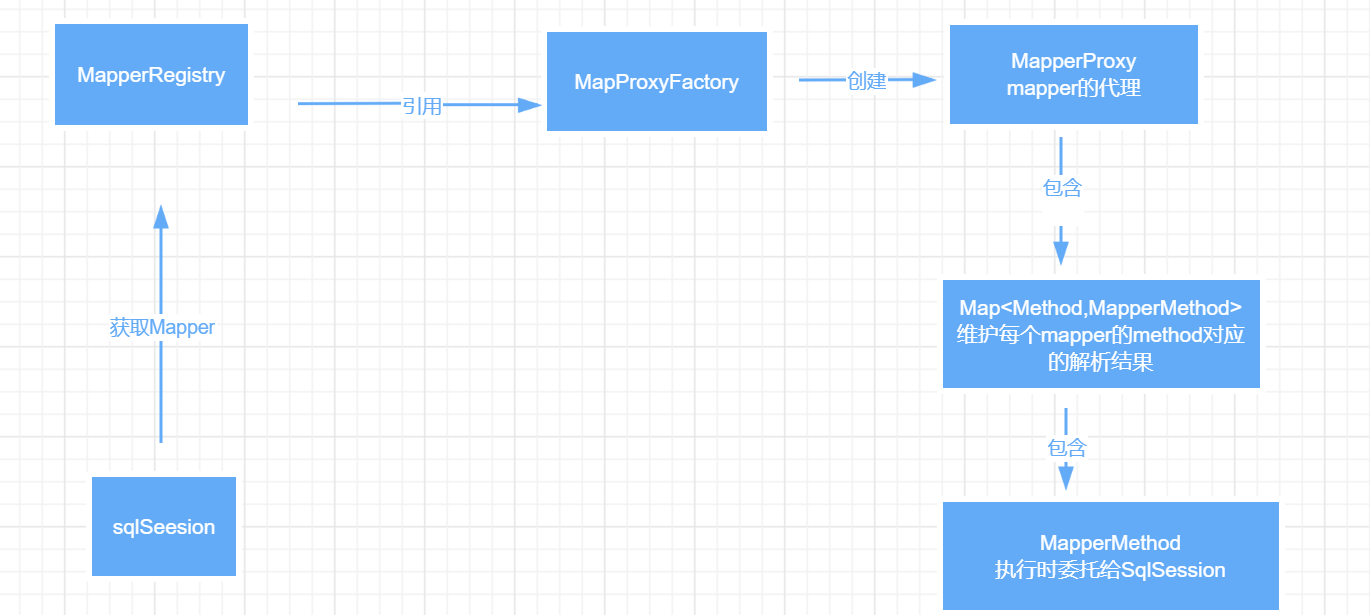 MapperRegistry
引用
MapProxyFactory
创建
MapperProxy
mapper的代理
包含
Map<Method,MapperMethod>
维护每个mapper的method对应
的解析结果
包含
MapperMethod
执行时委托给SqlSession
获取Mapper
sqlSeesion